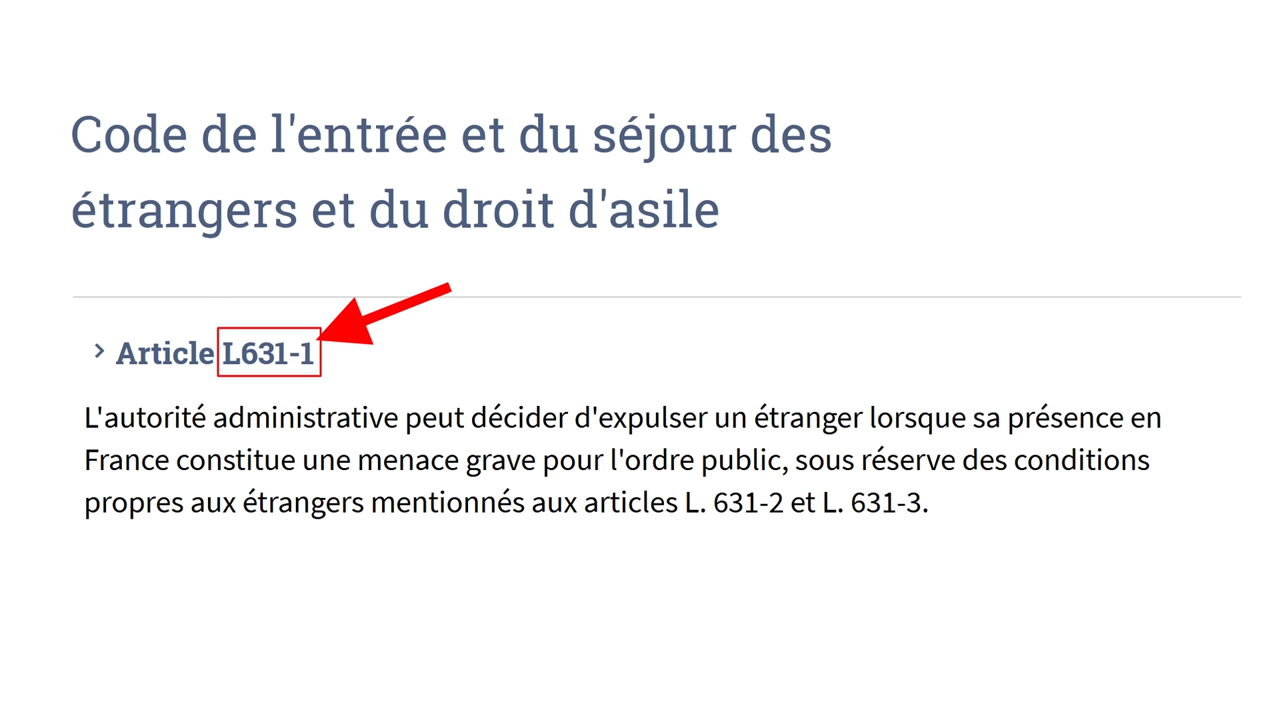 Code de l'entrée et du séjour des
étrangers et du droit d'asile
Article L631-1
L'autorité administrative peut décider d'expulser un étranger lorsque sa présence en
France constitue une menace grave pour l'ordre public, sous réserve des conditions
propres aux étrangers mentionnés aux articles L. 631-2 et L. 631-3.